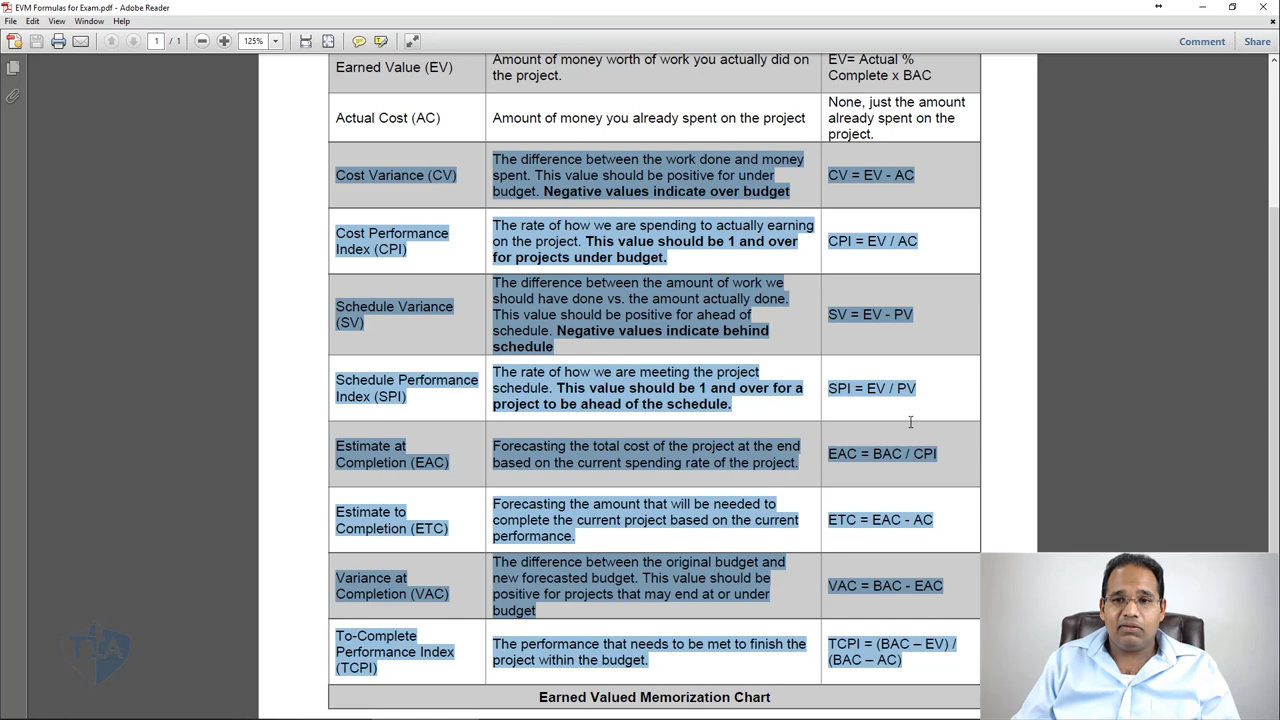 EVM Formulas for Exam.pdf - Adobe Reader
File Edit View Window Help
1 / 1 125% Comment Share
Earned Value (EV)
Amount of money worth of work you actually did on
the project.
EV= Actual %
Complete x BAC
Actual Cost (AC)
Amount of money you already spent on the project
None, just the amount
already spent on the
project.
Cost Variance (CV)
The difference between the work done and money
spent. This value should be positive for under
budget. Negative values indicate over budget
CV = EV - AC
Cost Performance
Index (CPI)
The rate of how we are spending to actually earning
on the project. This value should be 1 and over
for projects under budget.
CPI = EV / AC
Schedule Variance
(SV)
The difference between the amount of work we
should have done vs. the amount actually done.
This value should be positive for ahead of
schedule. Negative values indicate behind
schedule
SV = EV - PV
Schedule Performance
Index (SPI)
The rate of how we are meeting the project
schedule. This value should be 1 and over for a
project to be ahead of the schedule.
SPI = EV / PV
Estimate at
Completion (EAC)
Forecasting the total cost of the project at the end
based on the current spending rate of the project.
EAC = BAC / CPI
Estimate to
Completion (ETC)
Forecasting the amount that will be needed to
complete the current project based on the current
performance.
ETC = EAC - AC
Variance at
Completion (VAC)
The difference between the original budget and
new forecasted budget. This value should be
positive for projects that may end at or under
budget
VAC = BAC - EAC
To-Complete
Performance Index
(TCPI)
The performance that needs to be met to finish the
project within the budget.
TCPI = (BAC – EV) /
(BAC – AC)
Earned Valued Memorization Chart